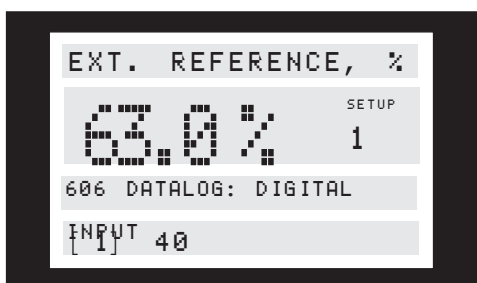 EXT. REFERENCE, %
63.0%
SETUP
1
606 DATALOG: DIGITAL
INPUT
[ 1] 40